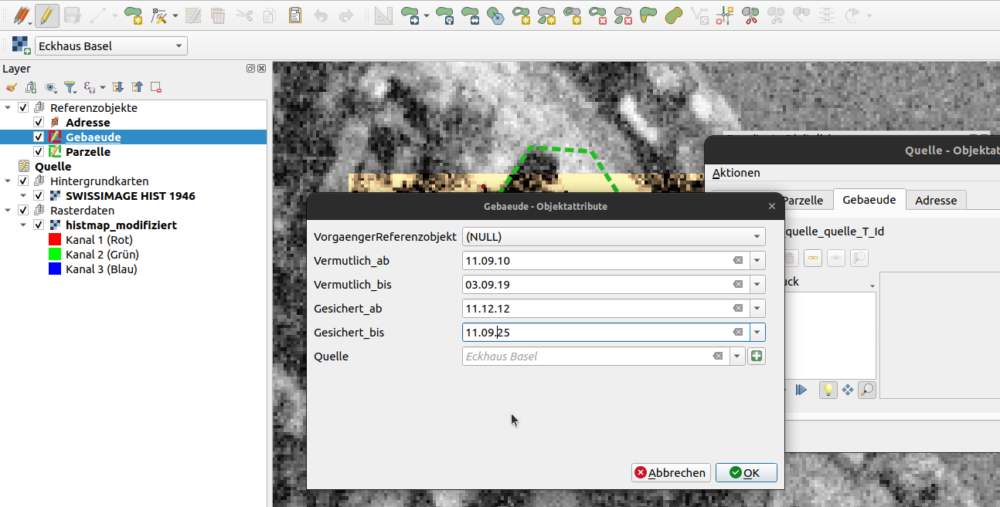 Eckhaus Basel
Layer
Referenzobjekte
Adresse
Gebaeude
Parzelle
Quelle
Hintergrundkarten
SWISSIMAGE HIST 1946
Rasterdaten
histmap_modifiziert
Kanal 1 (Rot)
Kanal 2 (Grün)
Kanal 3 (Blau)
Quelle - Objektat
Aktionen
Parzelle
Gebaeude
Adresse
quelle_quelle_T_Id
uck
Gebaeude - Objektattribute
VorgaengerReferenzobjekt (NULL)
Vermutlich_ab 11.09.10
Vermutlich_bis 03.09.19
Gesichert_ab 11.12.12
Gesichert_bis 11.09.25
Quelle Eckhaus Basel
Abbrechen
OK